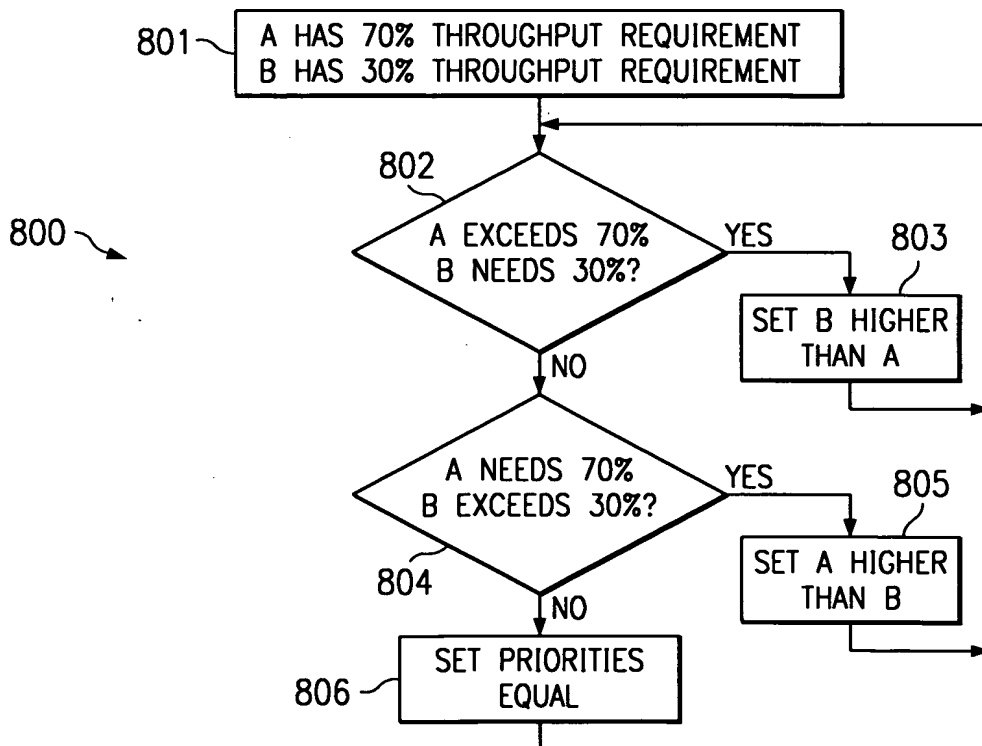 801
A HAS 70% THROUGHPUT REQUIREMENT
B HAS 30% THROUGHPUT REQUIREMENT
802
800
A EXCEEDS 70%
B NEEDS 30%?
YES
803
SET B HIGHER
THAN A
NO
A NEEDS 70%
B EXCEEDS 30%?
YES
805
804
SET A HIGHER
THAN B
NO
806
SET PRIORITIES
EQUAL